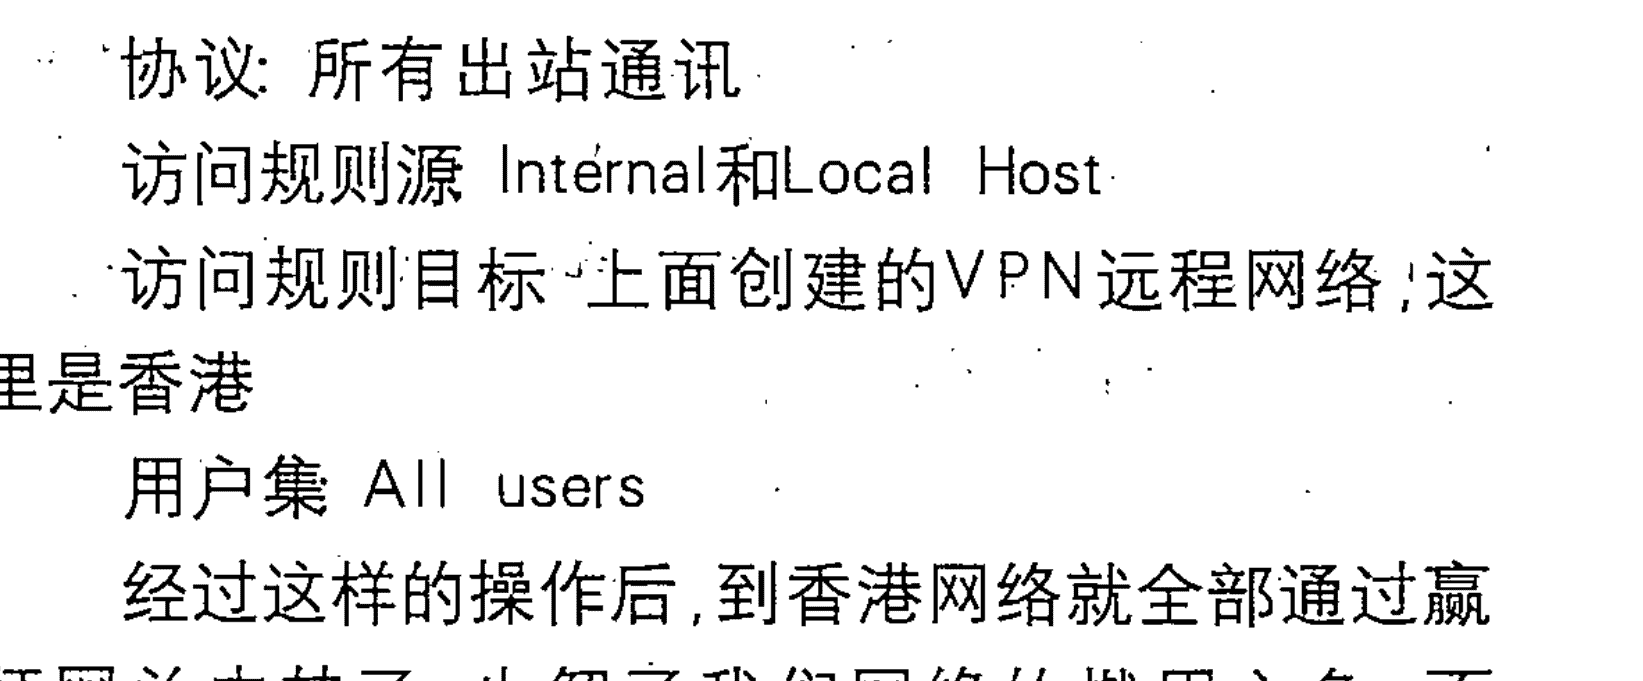 协议: 所有出站通讯
访问规则源 Internal和Local Host
访问规则目标 上面创建的VPN远程网络,这
里是香港
用户集 All users
经过这样的操作后,到香港网络就全部通过赢